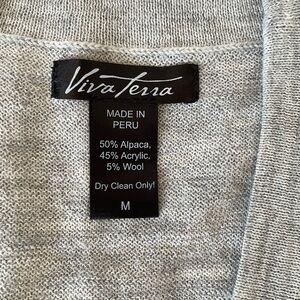 Viva Terra
MADE IN
PERU
50% Alpaca,
45% Acrylic,
5% Wool
Dry Clean Only!
M